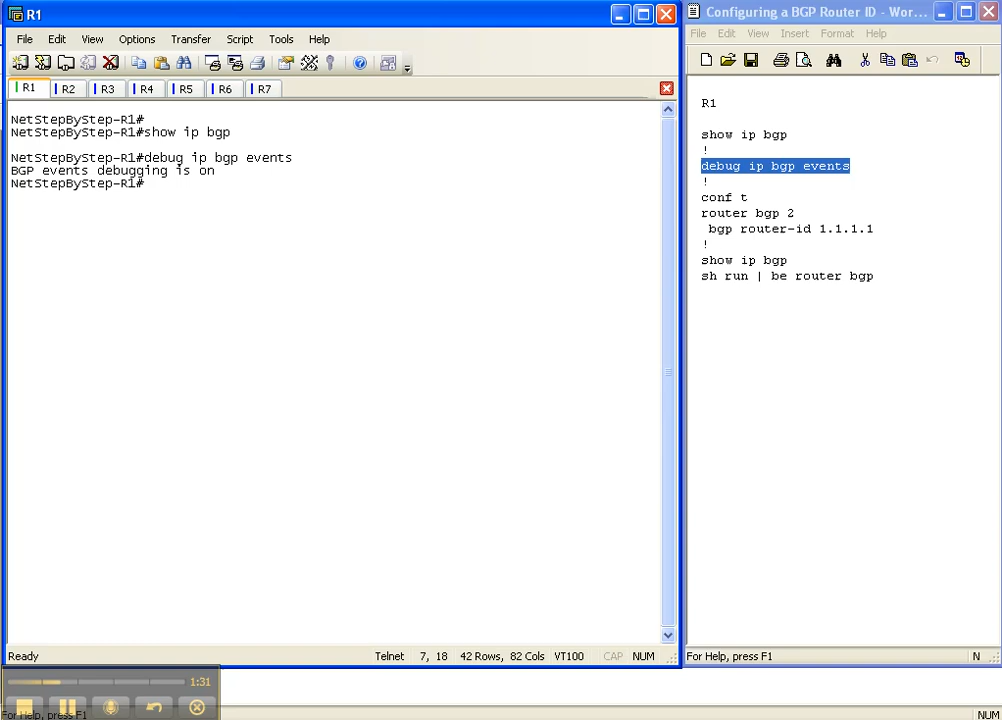 R1
File Edit View Options Transfer Script Tools Help
R1 R2 R3 R4 R5 R6 R7
NetStepByStep-R1#
NetStepByStep-R1#show ip bgp
NetStepByStep-R1#debug ip bgp events
BGP events debugging is on
NetStepByStep-R1#
Ready Telnet 7, 18 42 Rows, 82 Cols VT100 CAP NUM
Configuring a BGP Router ID - Wor...
File Edit View Insert Format Help
R1
show ip bgp
!
debug ip bgp events
!
conf t
router bgp 2
bgp router-id 1.1.1.1
!
show ip bgp
sh run | be router bgp
For Help, press F1 N
1:31
For Help, press F1 NUM